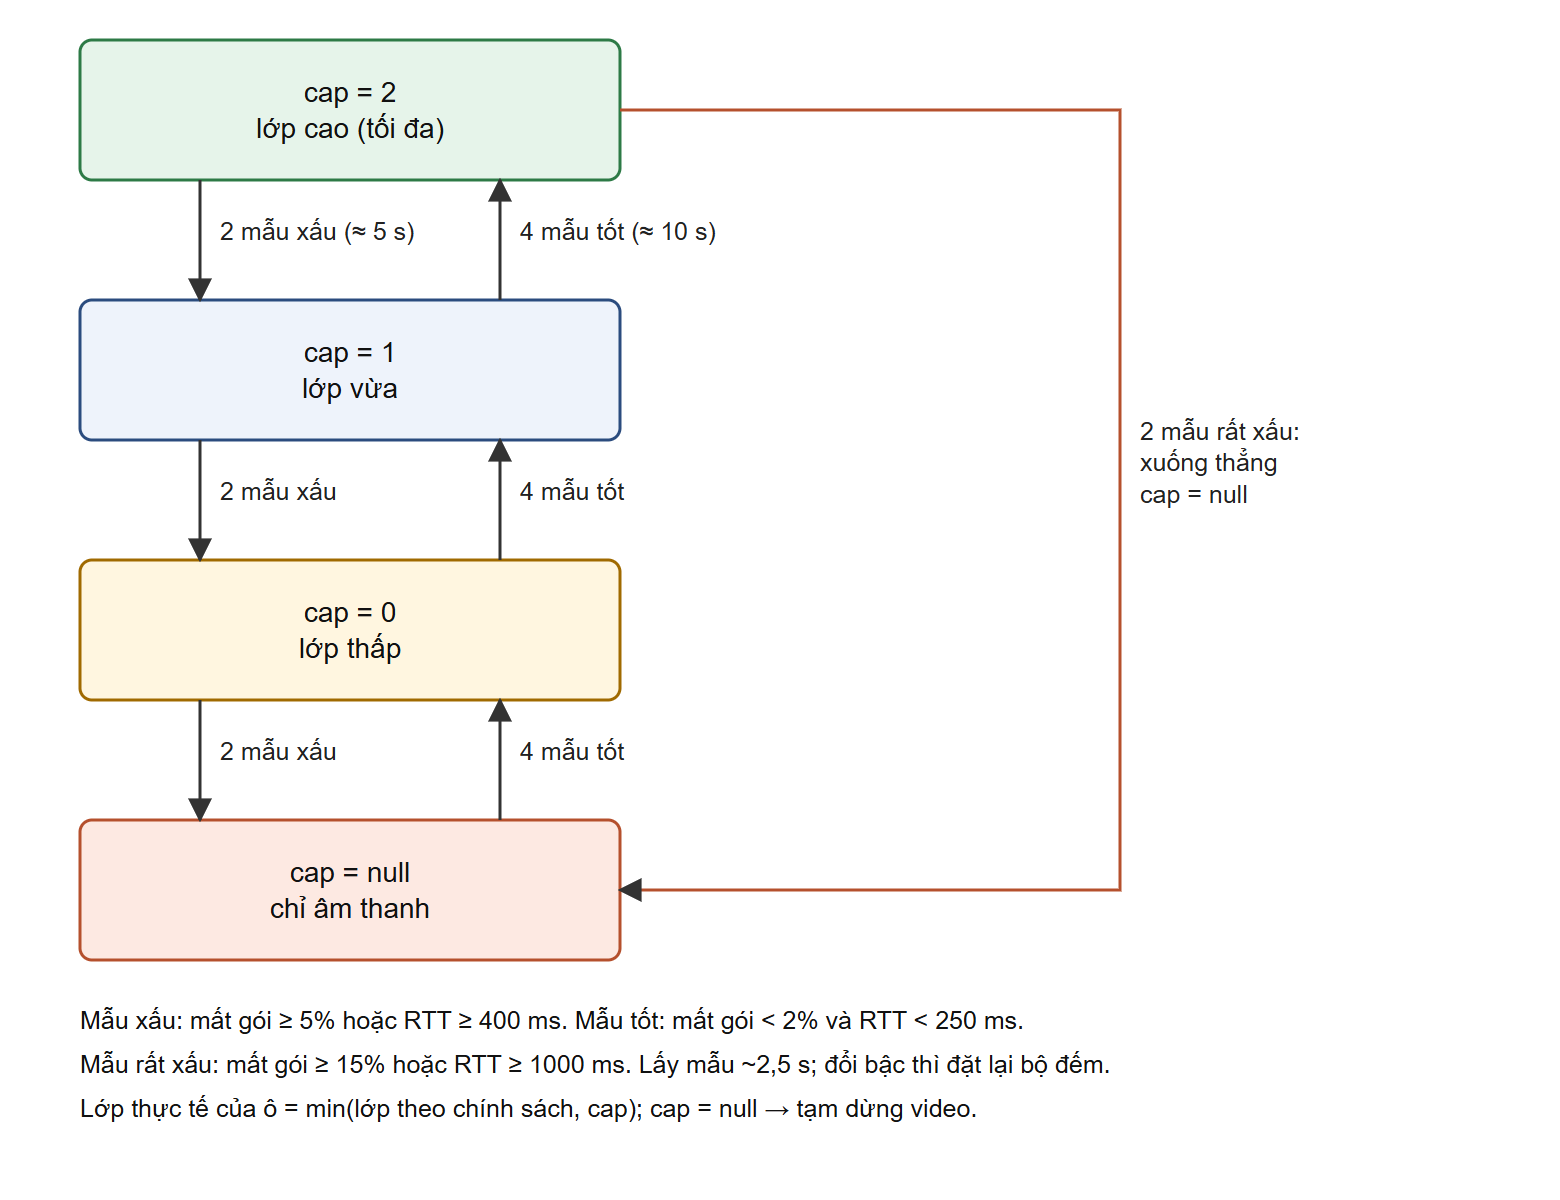 cap = 2
lớp cao (tối đa)
2 mẫu xấu (≈ 5 s)
4 mẫu tốt (≈ 10 s)
cap = 1
lớp vừa
2 mẫu rất xấu:
xuống thẳng
cap = null
2 mẫu xấu
4 mẫu tốt
cap = 0
lớp thấp
2 mẫu xấu
4 mẫu tốt
cap = null
chỉ âm thanh
Mẫu xấu: mất gói ≥ 5% hoặc RTT ≥ 400 ms. Mẫu tốt: mất gói < 2% và RTT < 250 ms.
Mẫu rất xấu: mất gói ≥ 15% hoặc RTT ≥ 1000 ms. Lấy mẫu ~2,5 s; đổi bậc thì đặt lại bộ đếm.
Lớp thực tế của ô = min(lớp theo chính sách, cap); cap = null → tạm dừng video.